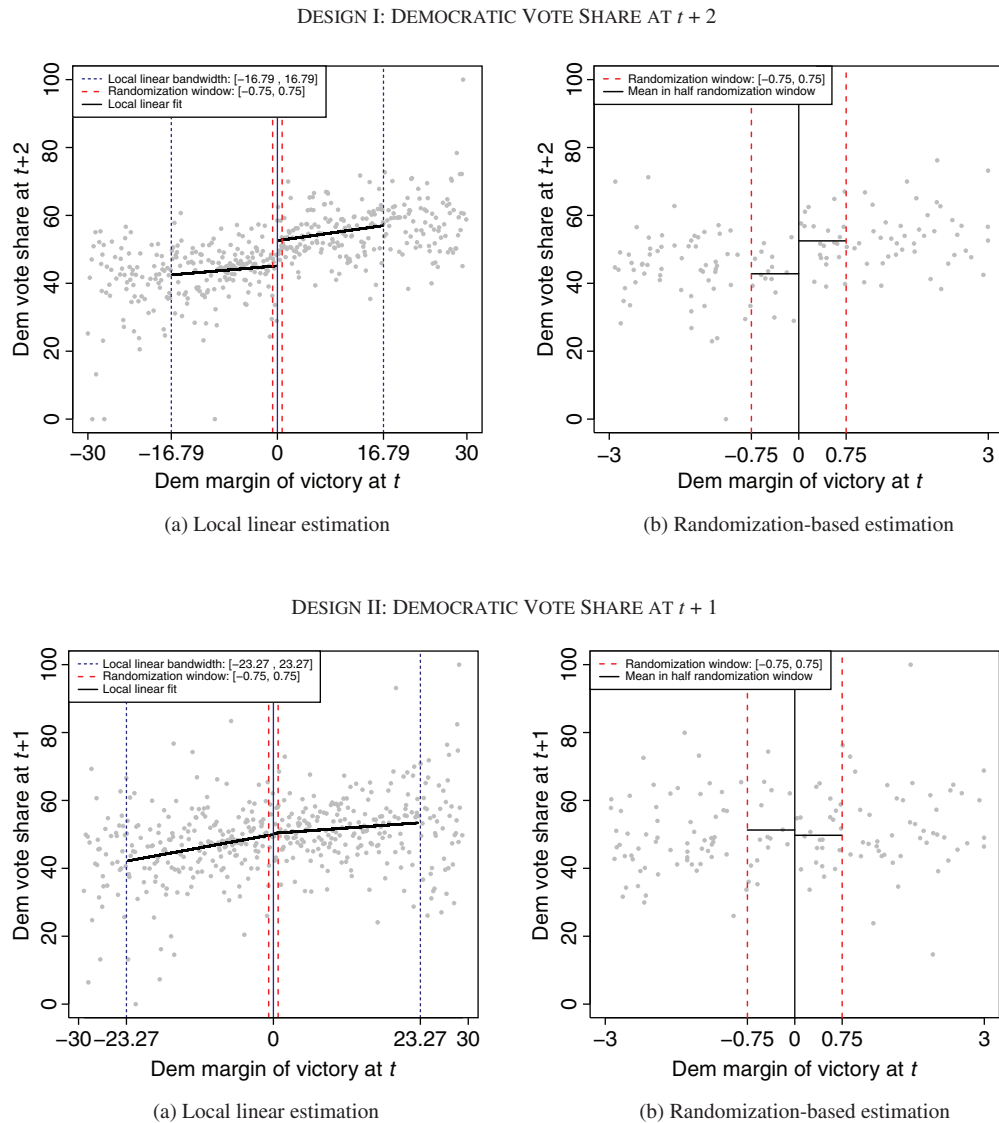 DESIGN I: DEMOCRATIC VOTE SHARE AT t + 2
Local linear bandwidth: [−16.79 , 16.79]
Randomization window: [−0.75, 0.75]
Local linear fit
Dem vote share at t+2
100
80
60
40
20
0
−30 −16.79 0 16.79 30
Dem margin of victory at t
(a) Local linear estimation
Randomization window: [−0.75, 0.75]
Mean in half randomization window
Dem vote share at t+2
100
80
60
40
20
0
−3 −0.75 0 0.75 3
Dem margin of victory at t
(b) Randomization-based estimation
DESIGN II: DEMOCRATIC VOTE SHARE AT t + 1
Local linear bandwidth: [−23.27 , 23.27]
Randomization window: [−0.75, 0.75]
Local linear fit
Dem vote share at t+1
100
80
60
40
20
0
−30 −23.27 0 23.27 30
Dem margin of victory at t
(a) Local linear estimation
Randomization window: [−0.75, 0.75]
Mean in half randomization window
Dem vote share at t+1
100
80
60
40
20
0
−3 −0.75 0 0.75 3
Dem margin of victory at t
(b) Randomization-based estimation